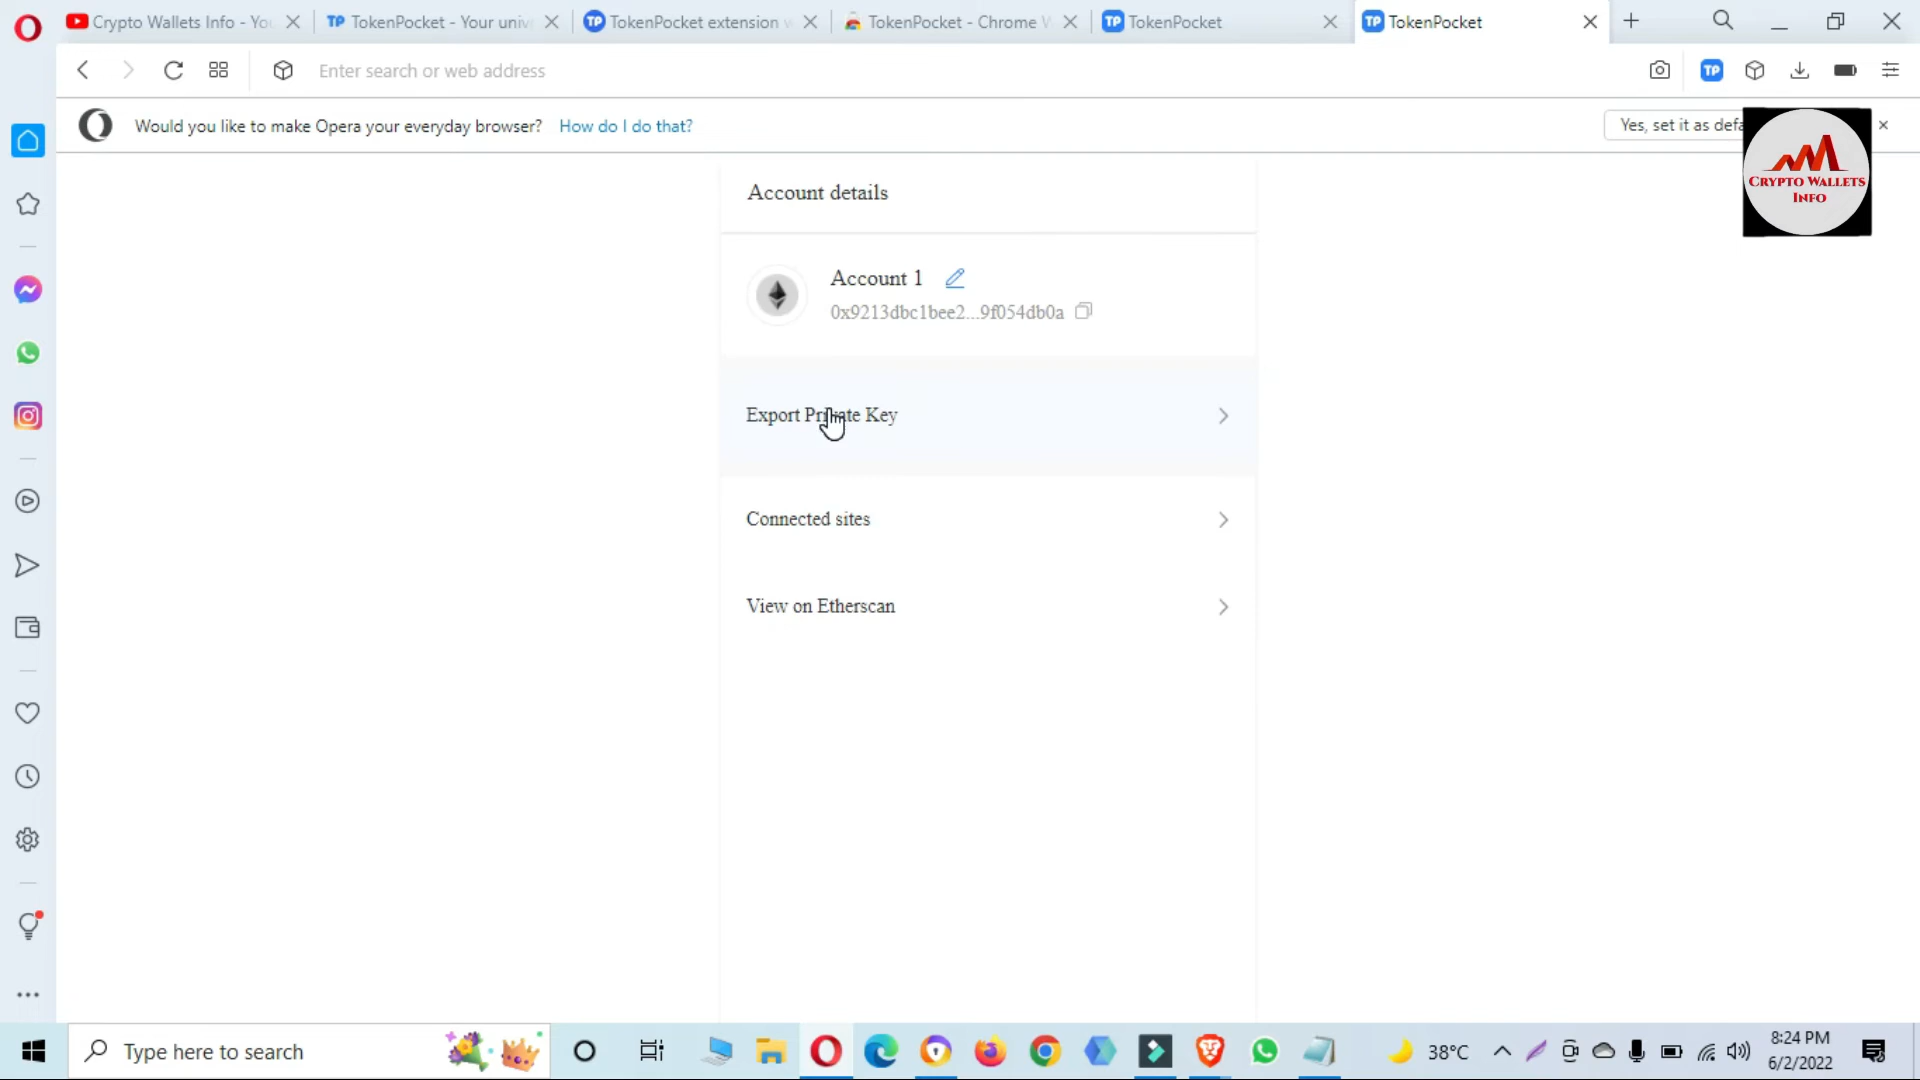 Crypto Wallets Info - You
TokenPocket - Your univ
TokenPocket extension w
TokenPocket - Chrome W
TokenPocket
TokenPocket
Enter search or web address
TP
Would you like to make Opera your everyday browser? How do I do that?
Yes, set it as defa
CRYPTO WALLETS
INFO
Account details
Account 1
0x9213dbc1bee2...9f054db0a
Export Private Key
Connected sites
View on Etherscan
Type here to search
38°C
8:24 PM
6/2/2022